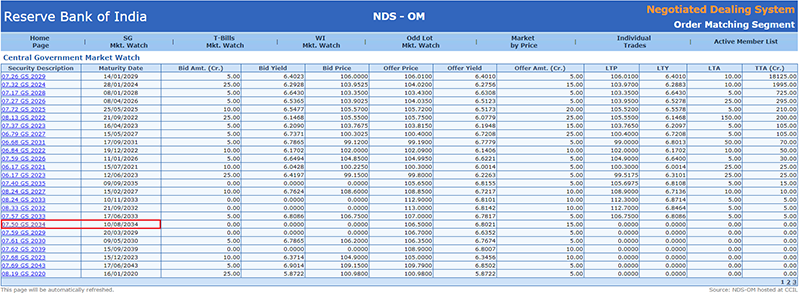 Reserve Bank of India NDS - OM Negotiated Dealing System
Order Matching Segment
Home Page | SG Mkt. Watch | T-Bills Mkt. Watch | WI Mkt. Watch | Odd Lot Mkt. Watch | Market by Price | Individual Trades | Active Member List
Central Government Market Watch
Security Description Maturity Date Bid Amt. (Cr.) Bid Yield Bid Price Offer Price Offer Yield Offer Amt. (Cr.) LTP LTY LTA TTA (Cr.)
07.26 GS 2029 14/01/2029 5.00 6.4023 106.0000 106.0100 6.4010 5.00 106.0100 6.4010 10.00 18125.00
07.32 GS 2024 28/01/2024 25.00 6.2928 103.9525 104.0200 6.2756 15.00 103.9700 6.2883 10.00 1995.00
07.17 GS 2028 08/01/2028 5.00 6.6430 103.3500 103.4300 6.6308 5.00 103.3500 6.6430 5.00 725.00
07.27 GS 2026 08/04/2026 5.00 6.5365 103.9025 104.0350 6.5123 5.00 103.9500 6.5278 25.00 295.00
07.72 GS 2025 25/05/2025 10.00 6.5477 105.5700 105.7200 6.5173 20.00 105.5200 6.5578 5.00 210.00
08.13 GS 2022 21/09/2022 25.00 6.1468 105.5500 105.7500 6.0779 25.00 105.5500 6.1468 150.00 200.00
07.37 GS 2023 16/04/2023 5.00 6.2090 103.7675 103.8150 6.1948 5.00 103.7650 6.2097 5.00 105.00
06.79 GS 2027 15/05/2027 5.00 6.7371 100.3025 100.4000 6.7208 25.00 100.4000 6.7208 5.00 105.00
06.68 GS 2031 17/09/2031 5.00 6.7865 99.1200 99.1900 6.7779 5.00 99.0000 6.8013 50.00 70.00
06.84 GS 2022 19/12/2022 10.00 6.1702 102.0000 102.0900 6.1406 10.00 102.0000 6.1702 10.00 50.00
07.59 GS 2026 11/01/2026 5.00 6.6494 104.8500 104.9950 6.6221 5.00 104.9000 6.6400 5.00 30.00
06.17 GS 2021 15/07/2021 10.00 6.0428 100.2250 100.3000 6.0014 5.00 100.3000 6.0014 25.00 25.00
06.17 GS 2023 12/06/2023 25.00 6.4197 99.1500 99.8000 6.2263 5.00 99.5175 6.3101 25.00 25.00
07.40 GS 2035 09/09/2035 0.00 0.0000 0.0000 105.6500 6.8155 5.00 105.6975 6.8108 5.00 15.00
08.24 GS 2027 15/02/2027 10.00 6.7624 108.6000 108.8500 6.7217 10.00 108.9000 6.7136 10.00 10.00
08.24 GS 2033 10/11/2033 0.00 0.0000 0.0000 112.9000 6.8101 10.00 112.3000 6.8714 5.00 5.00
08.33 GS 2032 21/09/2032 0.00 0.0000 0.0000 112.7000 6.8284 5.00 112.4000 6.8464 5.00 5.00
07.57 GS 2033 17/06/2033 5.00 6.8086 106.7500 107.0000 6.7817 5.00 106.7500 6.8086 5.00 5.00
07.50 GS 2034 10/08/2034 0.00 0.0000 0.0000 106.5000 6.8021 15.00 0.0000 0.0000 0.00 0.00
07.59 GS 2029 20/03/2029 0.00 0.0000 0.0000 106.7000 6.6352 5.00 0.0000 0.0000 0.00 0.00
07.61 GS 2030 09/05/2030 5.00 6.7865 106.2000 106.3500 6.7674 5.00 0.0000 0.0000 0.00 0.00
07.62 GS 2039 15/09/2039 0.00 0.0000 0.0000 108.9000 6.8007 5.00 0.0000 0.0000 0.00 0.00
07.68 GS 2023 15/12/2023 10.00 6.3714 104.9000 105.0000 6.3456 10.00 0.0000 0.0000 0.00 0.00
07.69 GS 2043 17/06/2043 5.00 6.9014 109.1500 109.7900 6.8502 5.00 0.0000 0.0000 0.00 0.00
08.19 GS 2020 16/01/2020 25.00 5.8722 100.9800 100.9800 5.8722 5.00 0.0000 0.0000 0.00 0.00
1 2 3
This page will be automatically refreshed. Source: NDS-OM hosted at CCIL